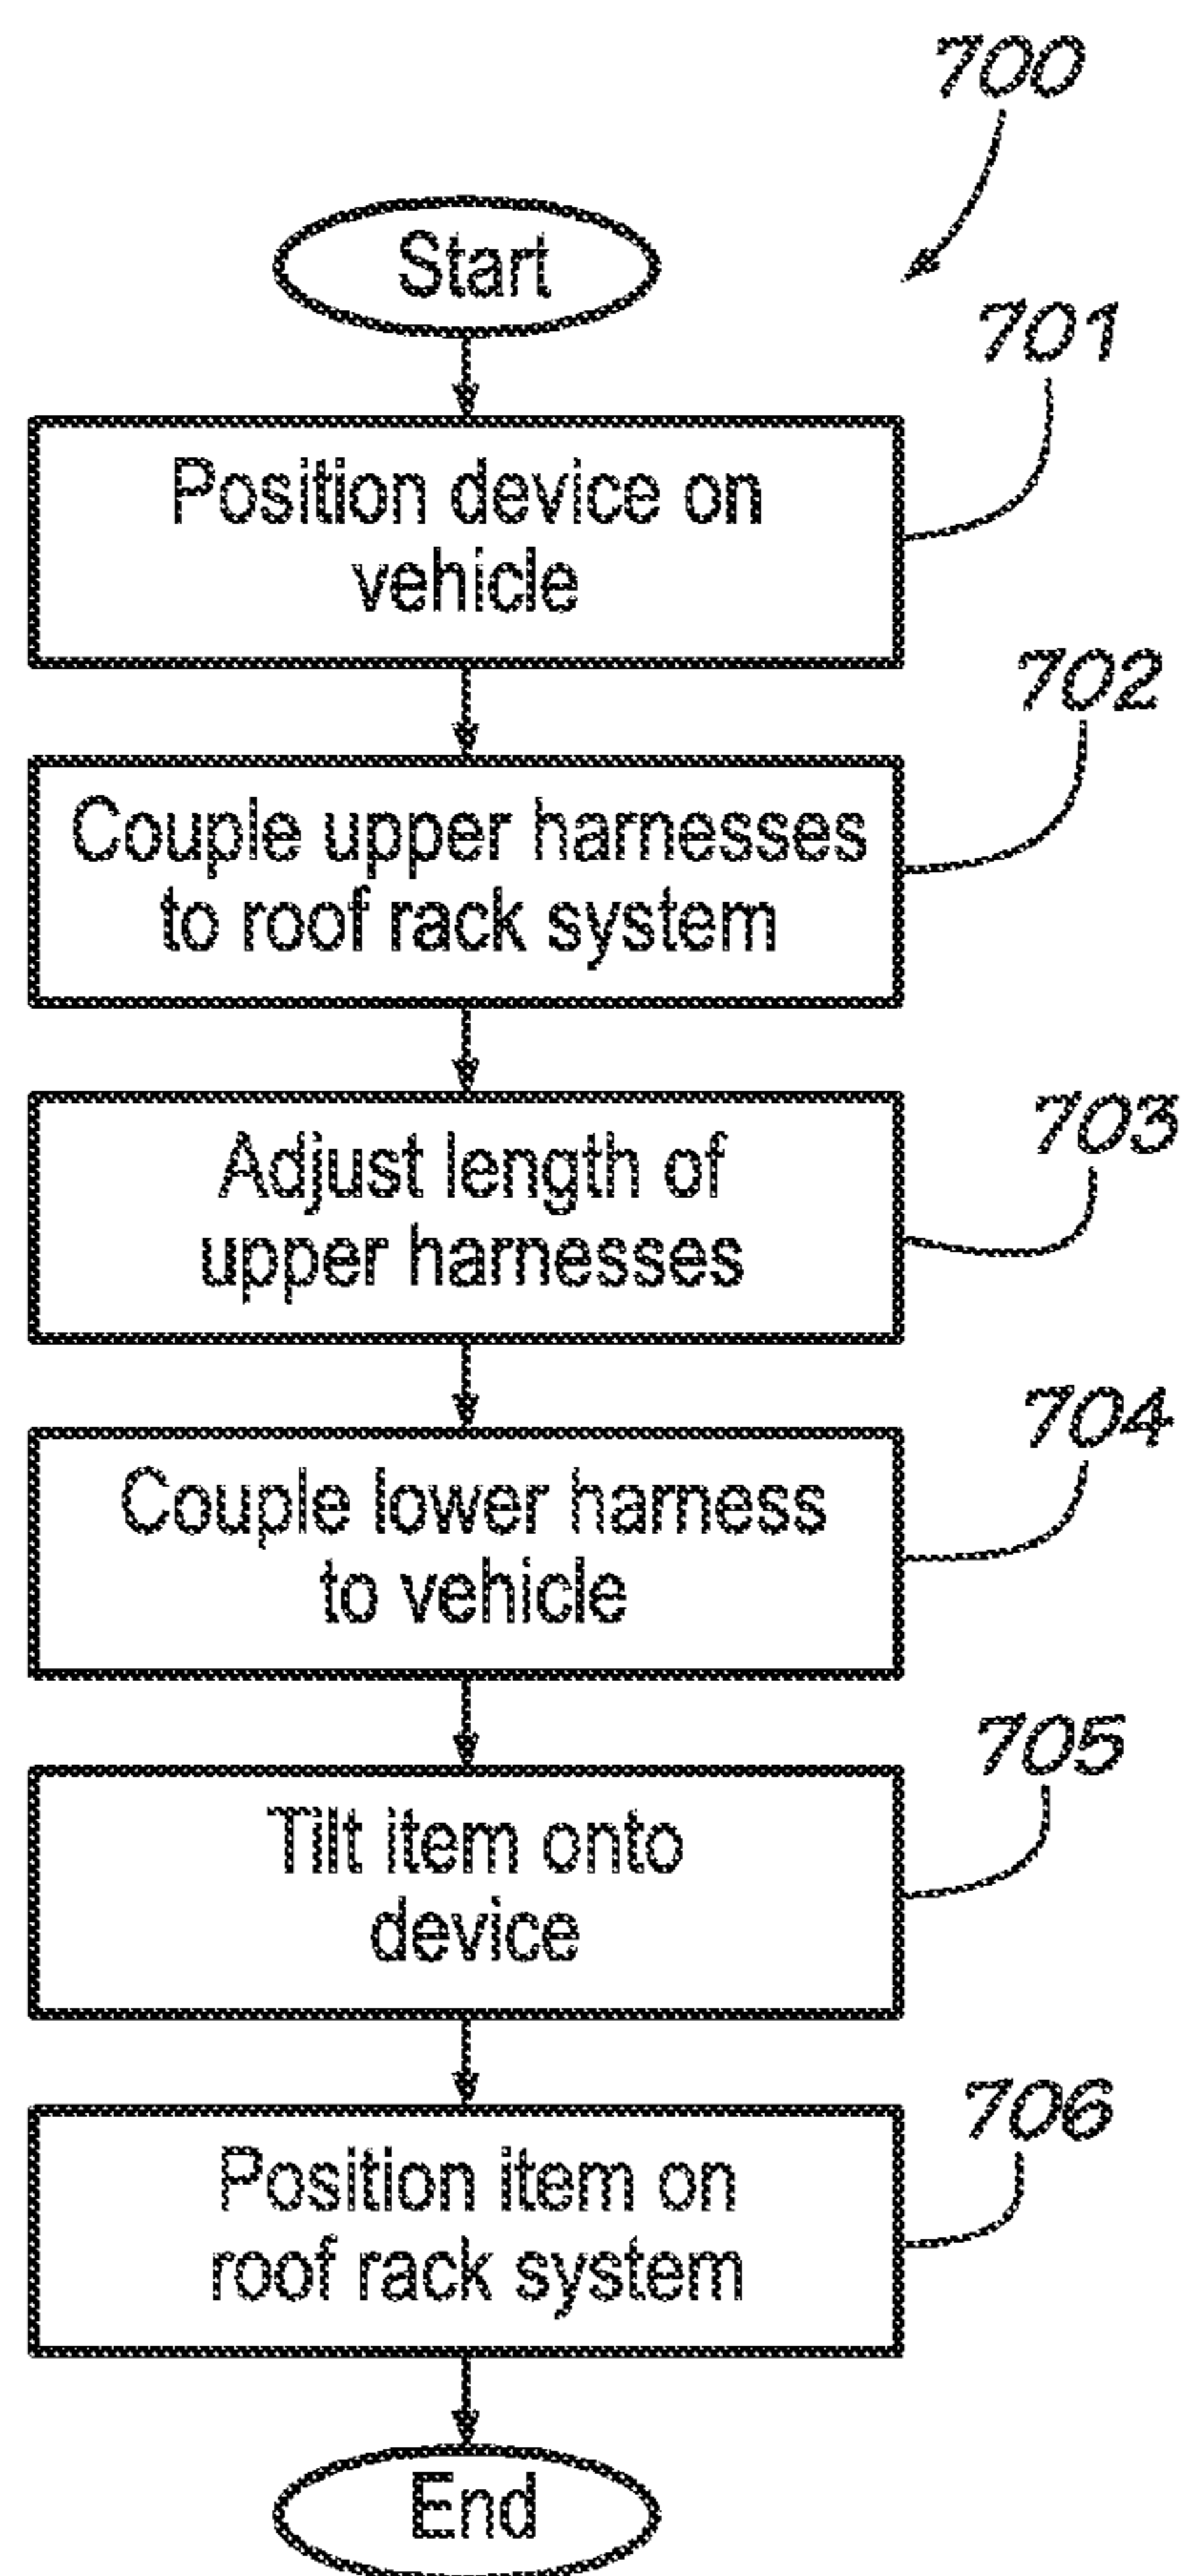 700
Start
701
Position device on
vehicle
702
Couple upper harnesses
to roof rack system
703
Adjust length of
upper harnesses
704
Couple lower harness
to vehicle
705
Tilt item onto
device
706
Position item on
roof rack system
End